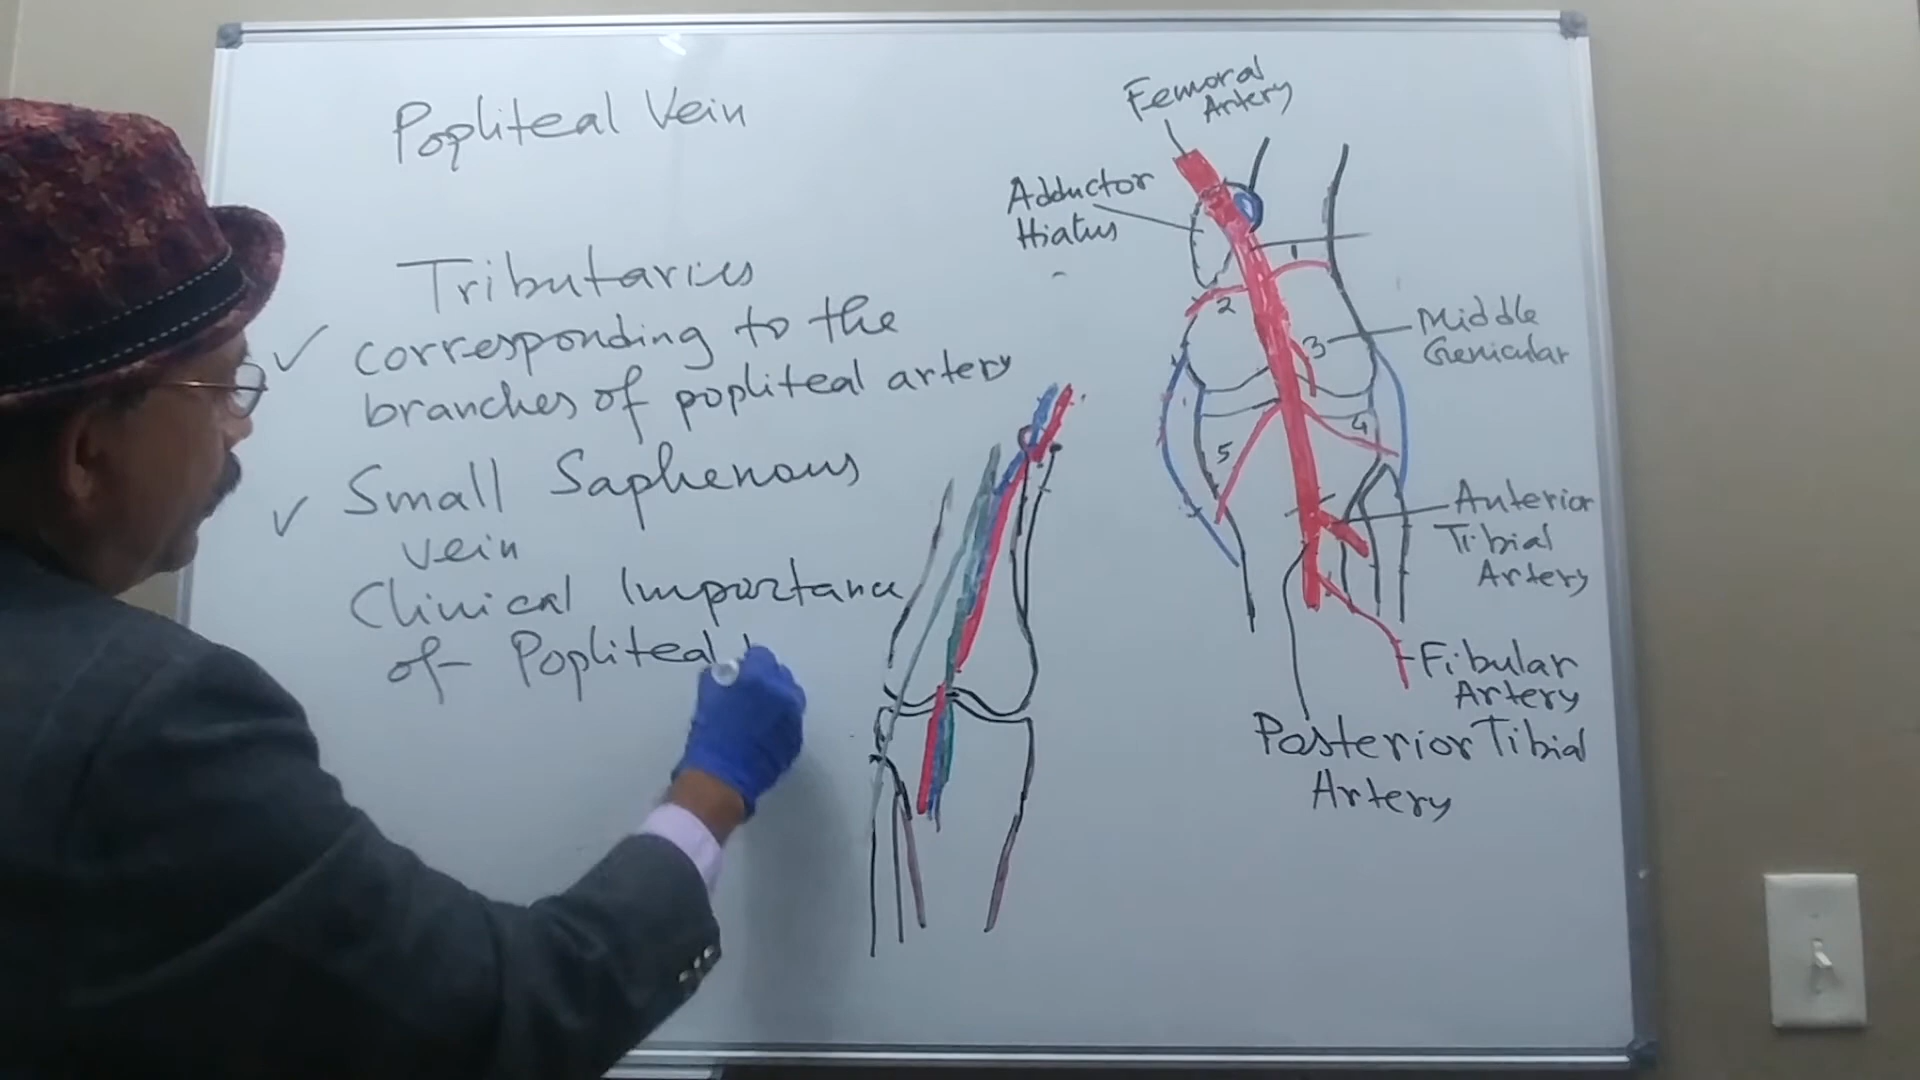 Popliteal Vein
Tributaries
corresponding to the
branches of popliteal artery
Small Saphenous
vein
Clinical Importance
of Popliteal
Femoral
Artery
Adductor
Hiatus
1
2
3
Middle
Genicular
4
5
Anterior
Tibial
Artery
Fibular
Artery
Posterior Tibial
Artery